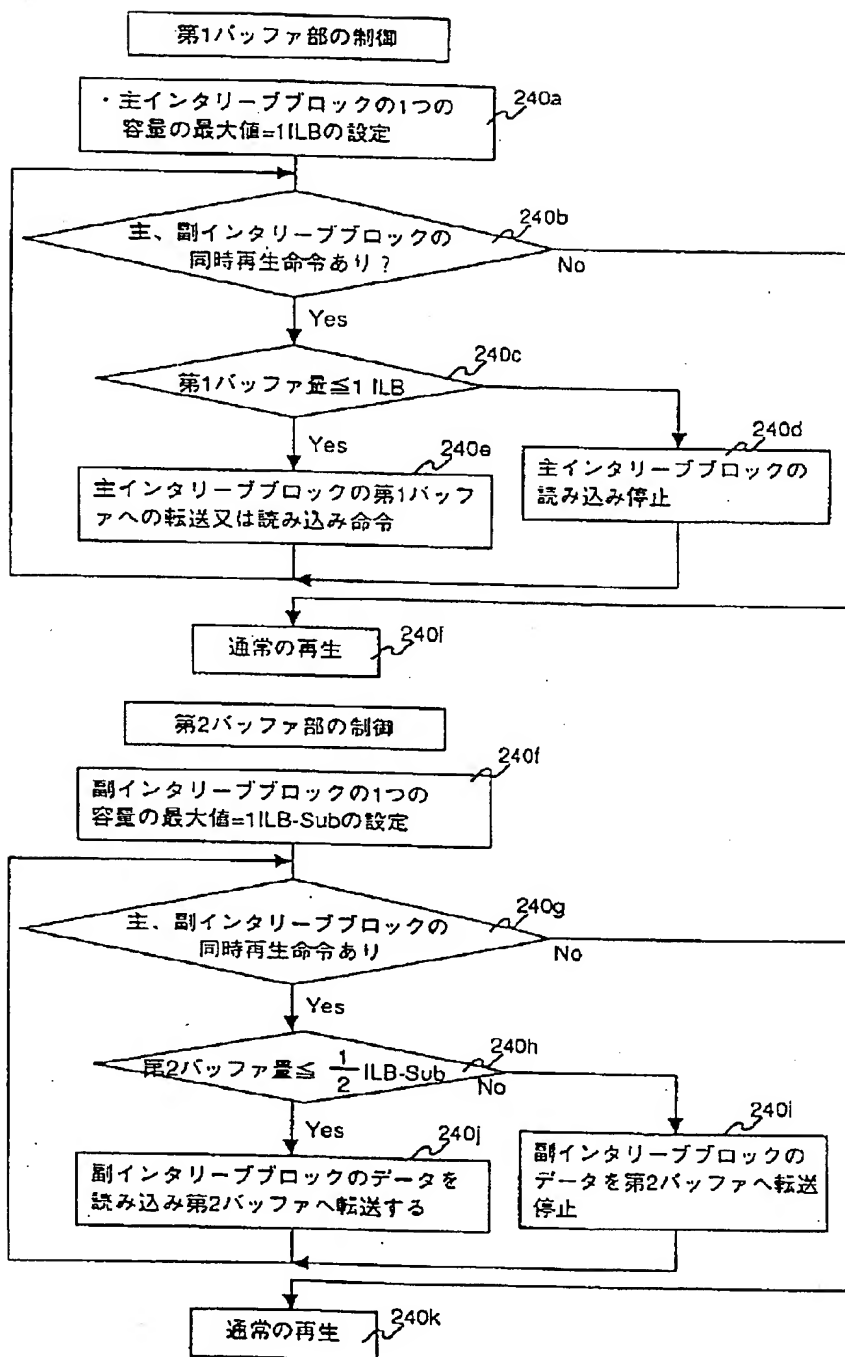 第1バッファ部の制御
・主インタリーブブロックの1つの
容量の最大値=1ILBの設定
240a
主、副インタリーブブロックの
同時再生命令あり?
240b
No
Yes
第1バッファ量≦1 ILB
240c
Yes
主インタリーブブロックの第1バッフ
ァへの転送又は読み込み命令
240e
主インタリーブブロックの
読み込み停止
240d
通常の再生
240l
第2バッファ部の制御
副インタリーブブロックの1つの
容量の最大値=1ILB-Subの設定
240f
主、副インタリーブブロックの
同時再生命令あり
240g
No
Yes
第2バッファ量≦ 1/2 ILB-Sub
240h
No
Yes
副インタリーブブロックのデータを
読み込み第2バッファへ転送する
240j
副インタリーブブロックの
データを第2バッファへ転送
停止
240i
通常の再生
240k